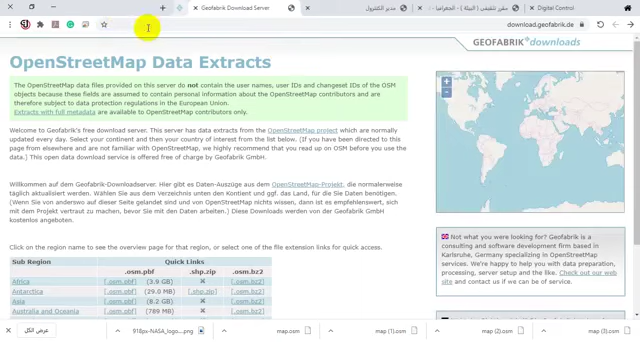 Geofabrik Download Server
مدير الكنترول
Digital Control
download.geofabrik.de
GEOFABRIK downloads
OpenStreetMap Data Extracts
The OpenStreetMap data files provided on this server do not contain the user names, user IDs and changeset IDs of the OSM
objects because these fields are assumed to contain personal information about the OpenStreetMap contributors and are
therefore subject to data protection regulations in the European Union.
Extracts with full metadata are available to OpenStreetMap contributors only.
Welcome to Geofabrik's free download server. This server has data extracts from the OpenStreetMap project which are normally
updated every day. Select your continent and then your country of interest from the list below. (If you have been directed to
this page from elsewhere and are not familiar with OpenStreetMap, we highly recommend that you read up on OSM before you use the
data.) This open data download service is offered free of charge by Geofabrik GmbH.
Willkommen auf dem Geofabrik-Downloadserver. Hier gibt es Daten-Auszüge aus dem OpenStreetMap-Projekt, die normalerweise
täglich aktualisiert werden. Wählen Sie aus dem Verzeichnis unten den Kontinent und ggf. das Land, für die Sie Daten benötigen.
(Wenn Sie von anderswo auf dieser Seite gelandet sind und von OpenStreetMap nichts wissen, dann ist es empfehlenswert, sich
mit dem Projekt vertraut zu machen, bevor Sie mit den Daten arbeiten.) Diese Downloads werden von der Geofabrik GmbH
kostenlos angeboten.
Click on the region name to see the overview page for that region, or select one of the file extension links for quick access.
Sub Region Quick Links
.osm.pbf .shp.zip .osm.bz2
Africa [.osm.pbf] (3.9 GB) [.osm.bz2]
Antarctica [.osm.pbf] (29.0 MB) [.shp.zip] [.osm.bz2]
Asia [.osm.pbf] (8.2 GB) [.osm.bz2]
Australia and Oceania [.osm.pbf] (789 MB) [.osm.bz2]
Not what you were looking for? Geofabrik is a
consulting and software development firm based in
Karlsruhe, Germany specializing in OpenStreetMap
services. We're happy to help you with data preparation,
processing, server setup and the like. Check out our web
site and contact us if we can be of service.
عرض الكل
918px-NASA_logo....png
map.osm
map (1).osm
map (2).osm
map (3).osm